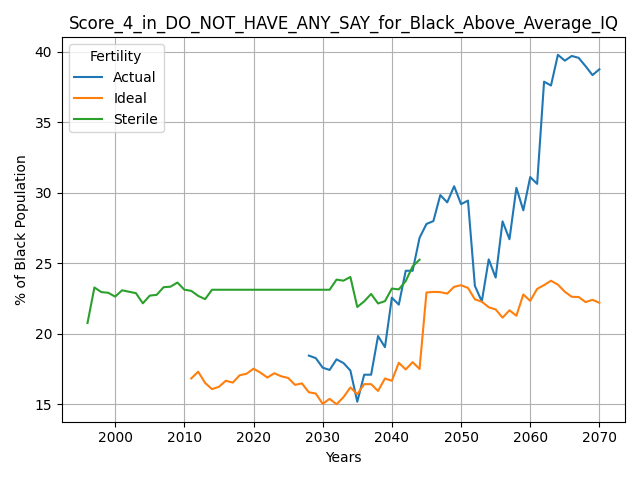 Score_4_in_DO_NOT_HAVE_ANY_SAY_for_Black_Above_Average_IQ
Fertility
Actual
Ideal
Sterile
% of Black Population
40
35
30
25
20
15
2000
2010
2020
2030
2040
2050
2060
2070
Years